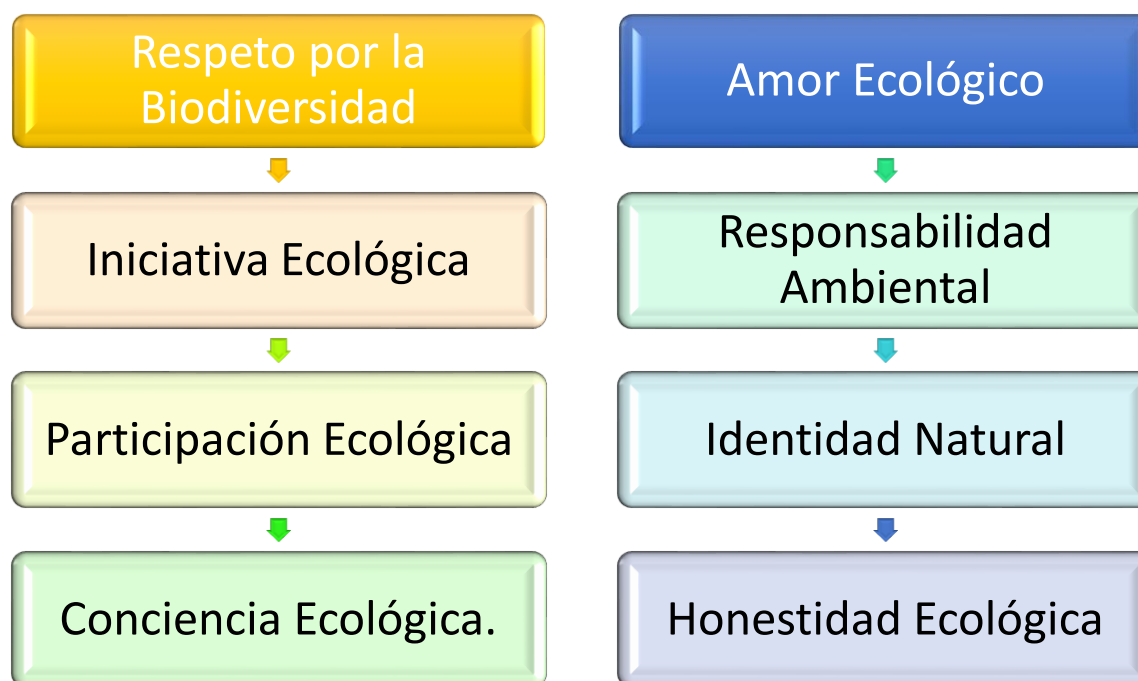 Respeto por la
Biodiversidad
Iniciativa Ecológica
Participación Ecológica
Conciencia Ecológica.
Amor Ecológico
Responsabilidad
Ambiental
Identidad Natural
Honestidad Ecológica